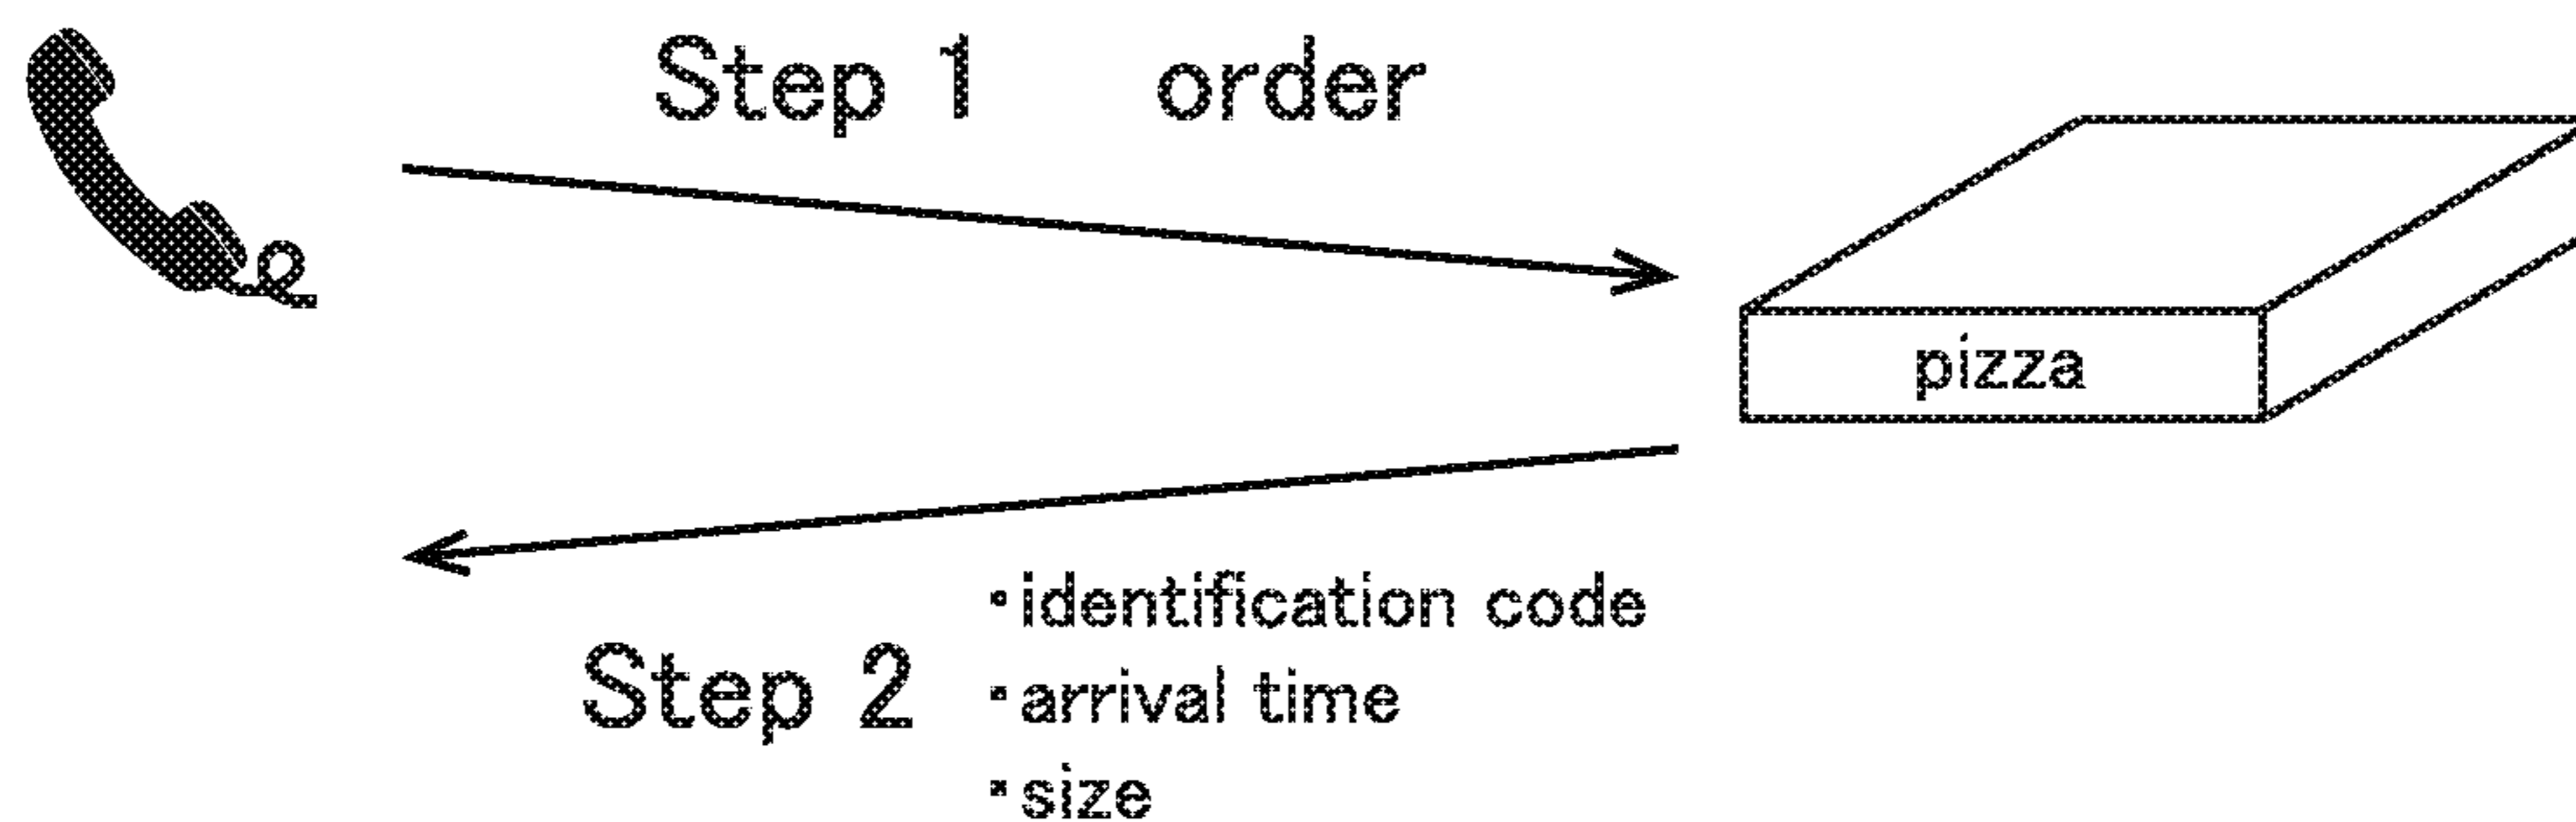 Step 1 order
pizza
・identification code
Step 2 ・arrival time
・size